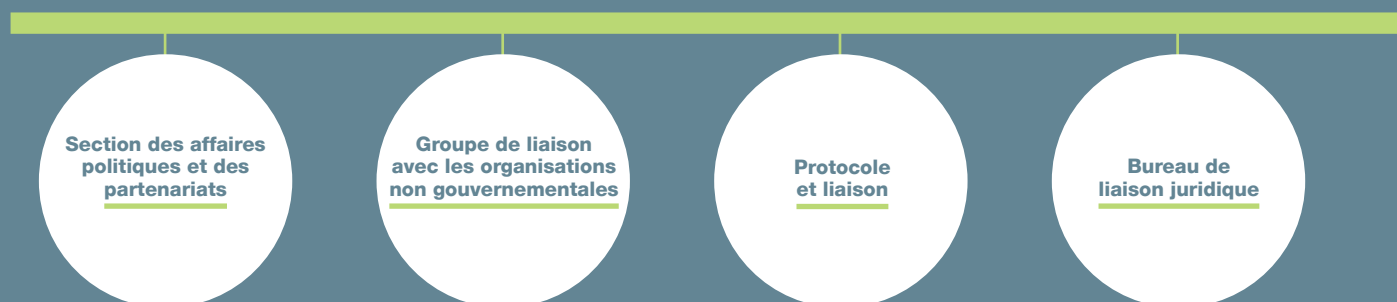 Section des affaires
politiques et des
partenariats
Groupe de liaison
avec les organisations
non gouvernementales
Protocole
et liaison
Bureau de
liaison juridique